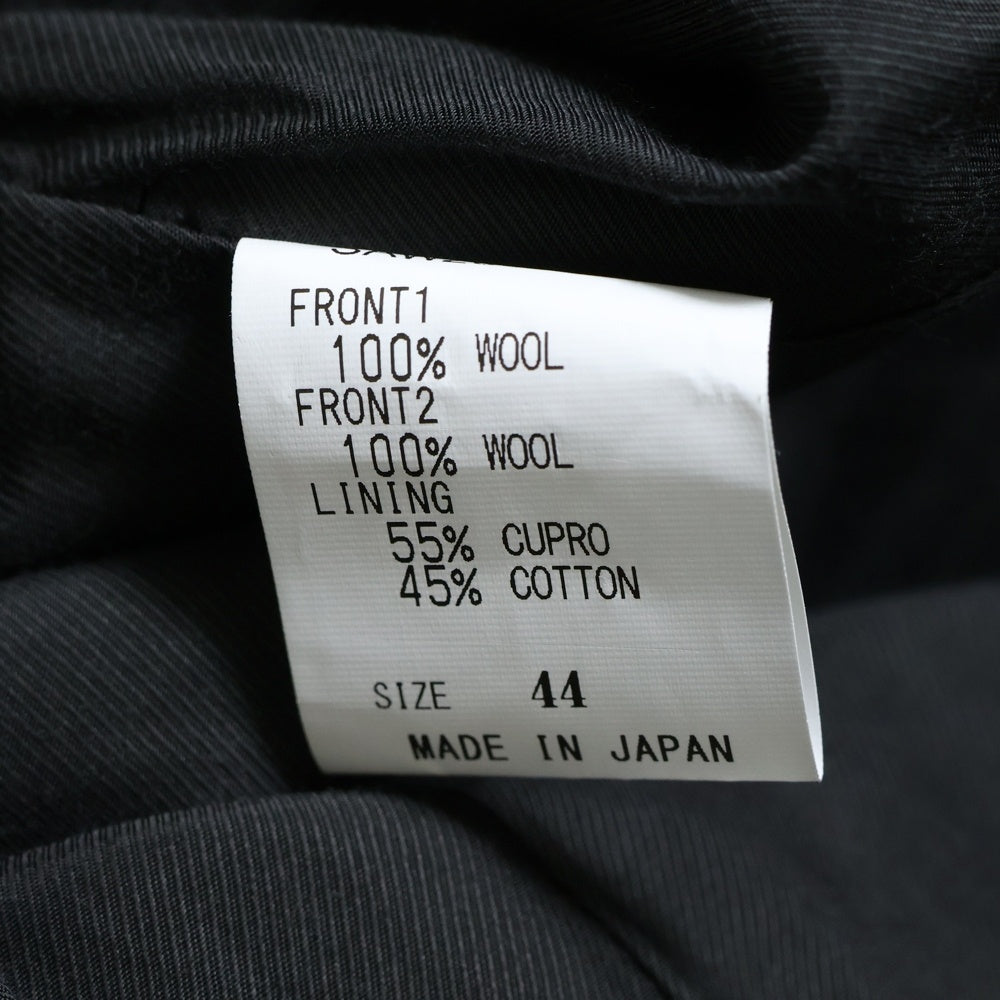 FRONT1
100% WOOL
FRONT2
100% WOOL
LINING
55% CUPRO
45% COTTON
SIZE 44
MADE IN JAPAN